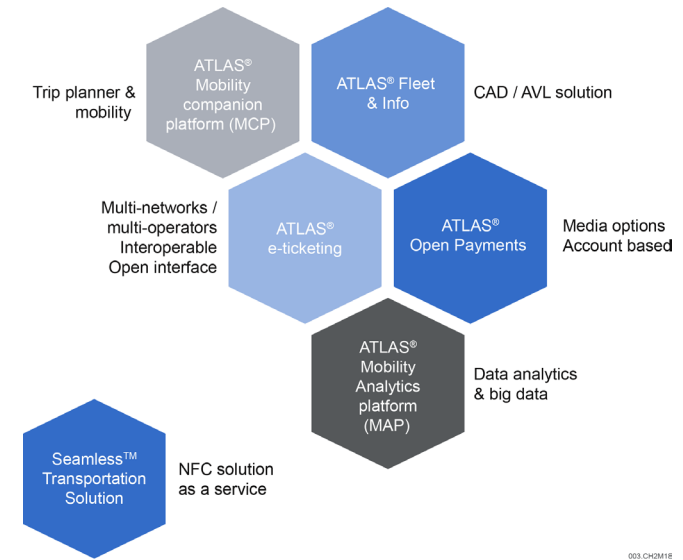 Trip planner &
mobility
ATLAS®
Mobility
companion
platform (MCP)
ATLAS® Fleet
& Info
CAD / AVL solution
Multi-networks /
multi-operators
Interoperable
Open interface
ATLAS®
e-ticketing
ATLAS®
Open Payments
Media options
Account based
ATLAS®
Mobility
Analytics
platform
(MAP)
Data analytics
& big data
Seamless™
Transportation
Solution
NFC solution
as a service
003.CH2M18